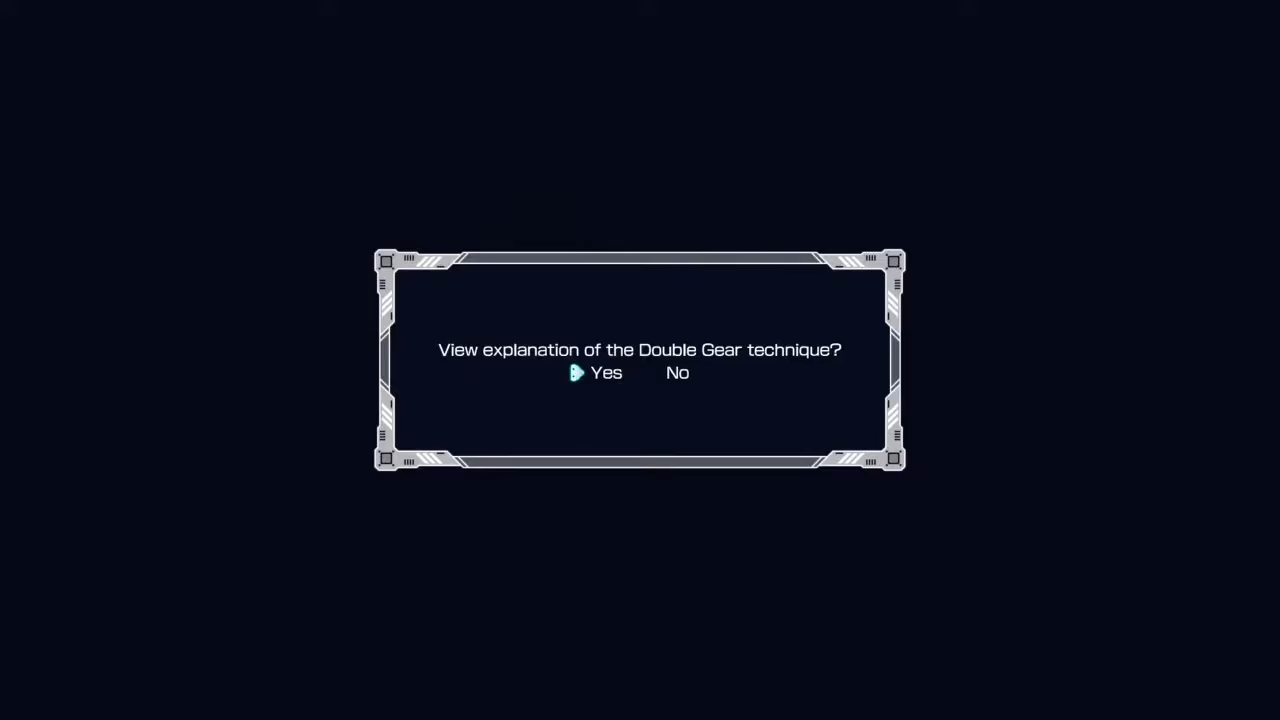 View explanation of the Double Gear technique?
Yes No